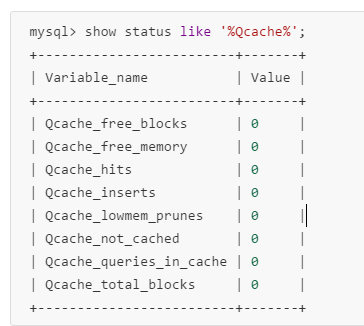 mysql> show status like '%Qcache%';
+-------------------------+-------+
| Variable_name           | Value |
+-------------------------+-------+
| Qcache_free_blocks      | 0     |
| Qcache_free_memory      | 0     |
| Qcache_hits             | 0     |
| Qcache_inserts          | 0     |
| Qcache_lowmem_prunes    | 0     |
| Qcache_not_cached       | 0     |
| Qcache_queries_in_cache | 0     |
| Qcache_total_blocks     | 0     |
+-------------------------+-------+